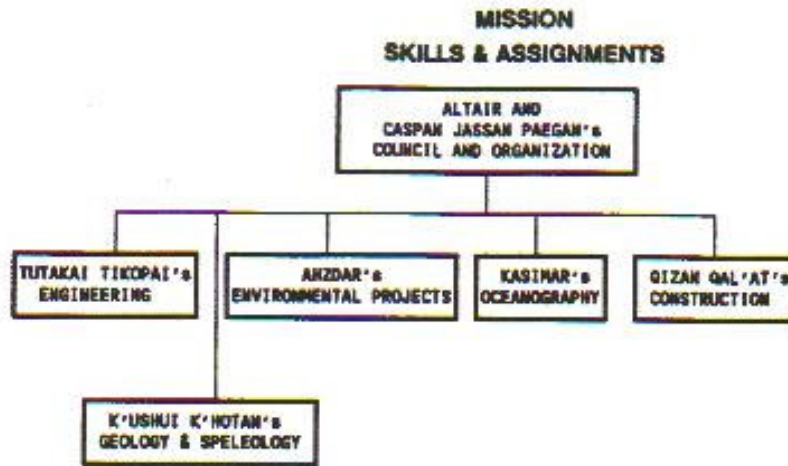 MISSION
SKILLS & ASSIGNMENTS
ALTAIR AND
CASPAN JASSAN PAEGAN's
COUNCIL AND ORGANIZATION
TUTAKAI TIKOPAI's
ENGINEERING
AHZDAR's
ENVIRONMENTAL PROJECTS
KASIMAR's
OCEANOGRAPHY
QIZAN QAL'AT's
CONSTRUCTION
K'USHUI K'HOTAN's
GEOLOGY & SPELEOLOGY